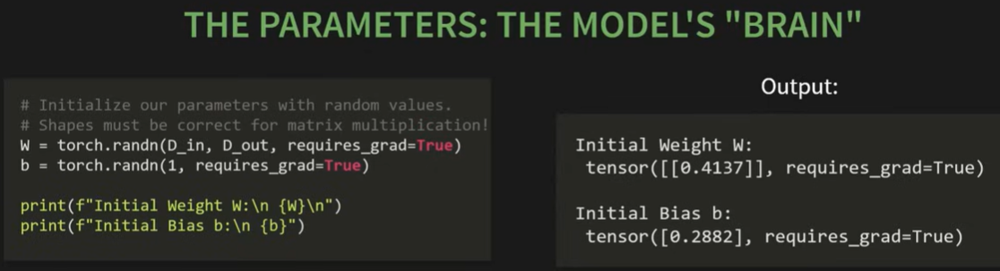 THE PARAMETERS: THE MODEL'S "BRAIN"
# Initialize our parameters with random values.
# Shapes must be correct for matrix multiplication!
W = torch.randn(D_in, D_out, requires_grad=True)
b = torch.randn(1, requires_grad=True)
print(f"Initial Weight W:\n {W}\n")
print(f"Initial Bias b:\n {b}")
Output:
Initial Weight W:
tensor([[0.4137]], requires_grad=True)
Initial Bias b:
tensor([0.2882], requires_grad=True)